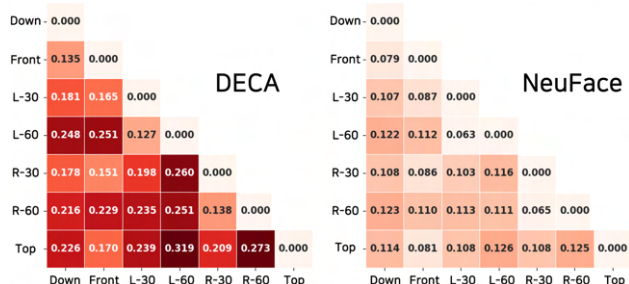 Down 0.000
Front 0.135 0.000
DECA
L-30 0.181 0.165 0.000
L-60 0.248 0.251 0.127 0.000
R-30 0.178 0.151 0.198 0.260 0.000
R-60 0.216 0.229 0.235 0.251 0.138 0.000
Top 0.226 0.170 0.239 0.319 0.209 0.273 0.000
Down Front L-30 L-60 R-30 R-60 Top
Down 0.000
Front 0.079 0.000
NeuFace
L-30 0.107 0.087 0.000
L-60 0.122 0.112 0.063 0.000
R-30 0.108 0.086 0.103 0.116 0.000
R-60 0.123 0.110 0.113 0.111 0.065 0.000
Top 0.114 0.081 0.108 0.126 0.108 0.125 0.000
Down Front L-30 L-60 R-30 R-60 Top